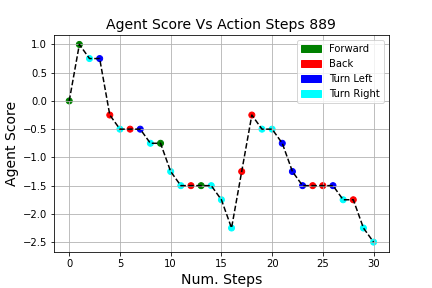 Agent Score Vs Action Steps 889
Forward
Back
Turn Left
Turn Right
Agent Score
1.0
0.5
0.0
−0.5
−1.0
−1.5
−2.0
−2.5
0 5 10 15 20 25 30
Num. Steps